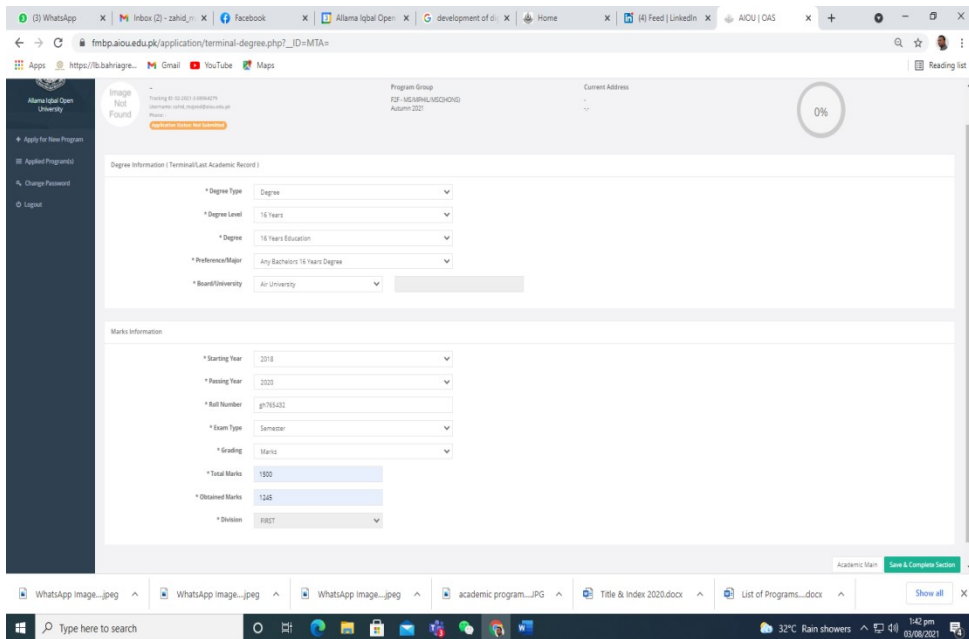 (3) WhatsApp
Inbox (2) - zahid_n
Facebook
Allama Iqbal Open
development of di
Home
(4) Feed | LinkedIn
AIOU | OAS
fmbp.aiou.edu.pk/application/terminal-degree.php?_ID=MTA=
Apps
https://lb.bahriagre...
Gmail
YouTube
Maps
Reading list
Allama Iqbal Open
University
Apply for New Program
Applied Program(s)
Change Password
Logout
Image
Not
Found
Phone :
Application Status: Not Submitted
Program Group
F2F - MS/MPHIL/MSC(HONS)
Autumn 2021
Current Address
0%
Degree Information ( Terminal/Last Academic Record )
* Degree Type Degree
* Degree Level 16 Years
* Degree 16 Years Education
* Preference/Major Any Bachelors 16 Years Degree
* Board/University Air University
Marks Information
* Starting Year 2018
* Passing Year 2020
* Roll Number gh765432
* Exam Type Semester
* Grading Marks
* Total Marks 1500
* Obtained Marks 1245
* Division FIRST
Academic Main
Save & Complete Section
WhatsApp Image....jpeg
WhatsApp Image....jpeg
WhatsApp Image....jpeg
academic program....JPG
Title & Index 2020.docx
List of Programs....docx
Show all
Type here to search
32°C Rain showers
1:42 pm
03/08/2021